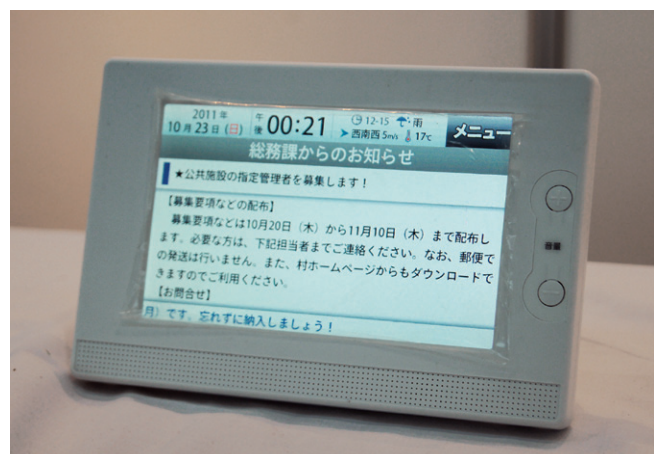 2011年
10月23日(日)
午後 00:21
12-15 雨
西南西 5m/s 17℃
メニュー
総務課からのお知らせ
★公共施設の指定管理者を募集します！
【募集要項などの配布】
募集要項などは10月20日（木）から11月10日（木）まで配布し
ます。必要な方は、下記担当者までご連絡ください。なお、郵便で
の発送は行いません。また、村ホームページからもダウンロードで
きますのでご利用ください。
【お問合せ】
月）です。忘れずに納入しましょう！
音量